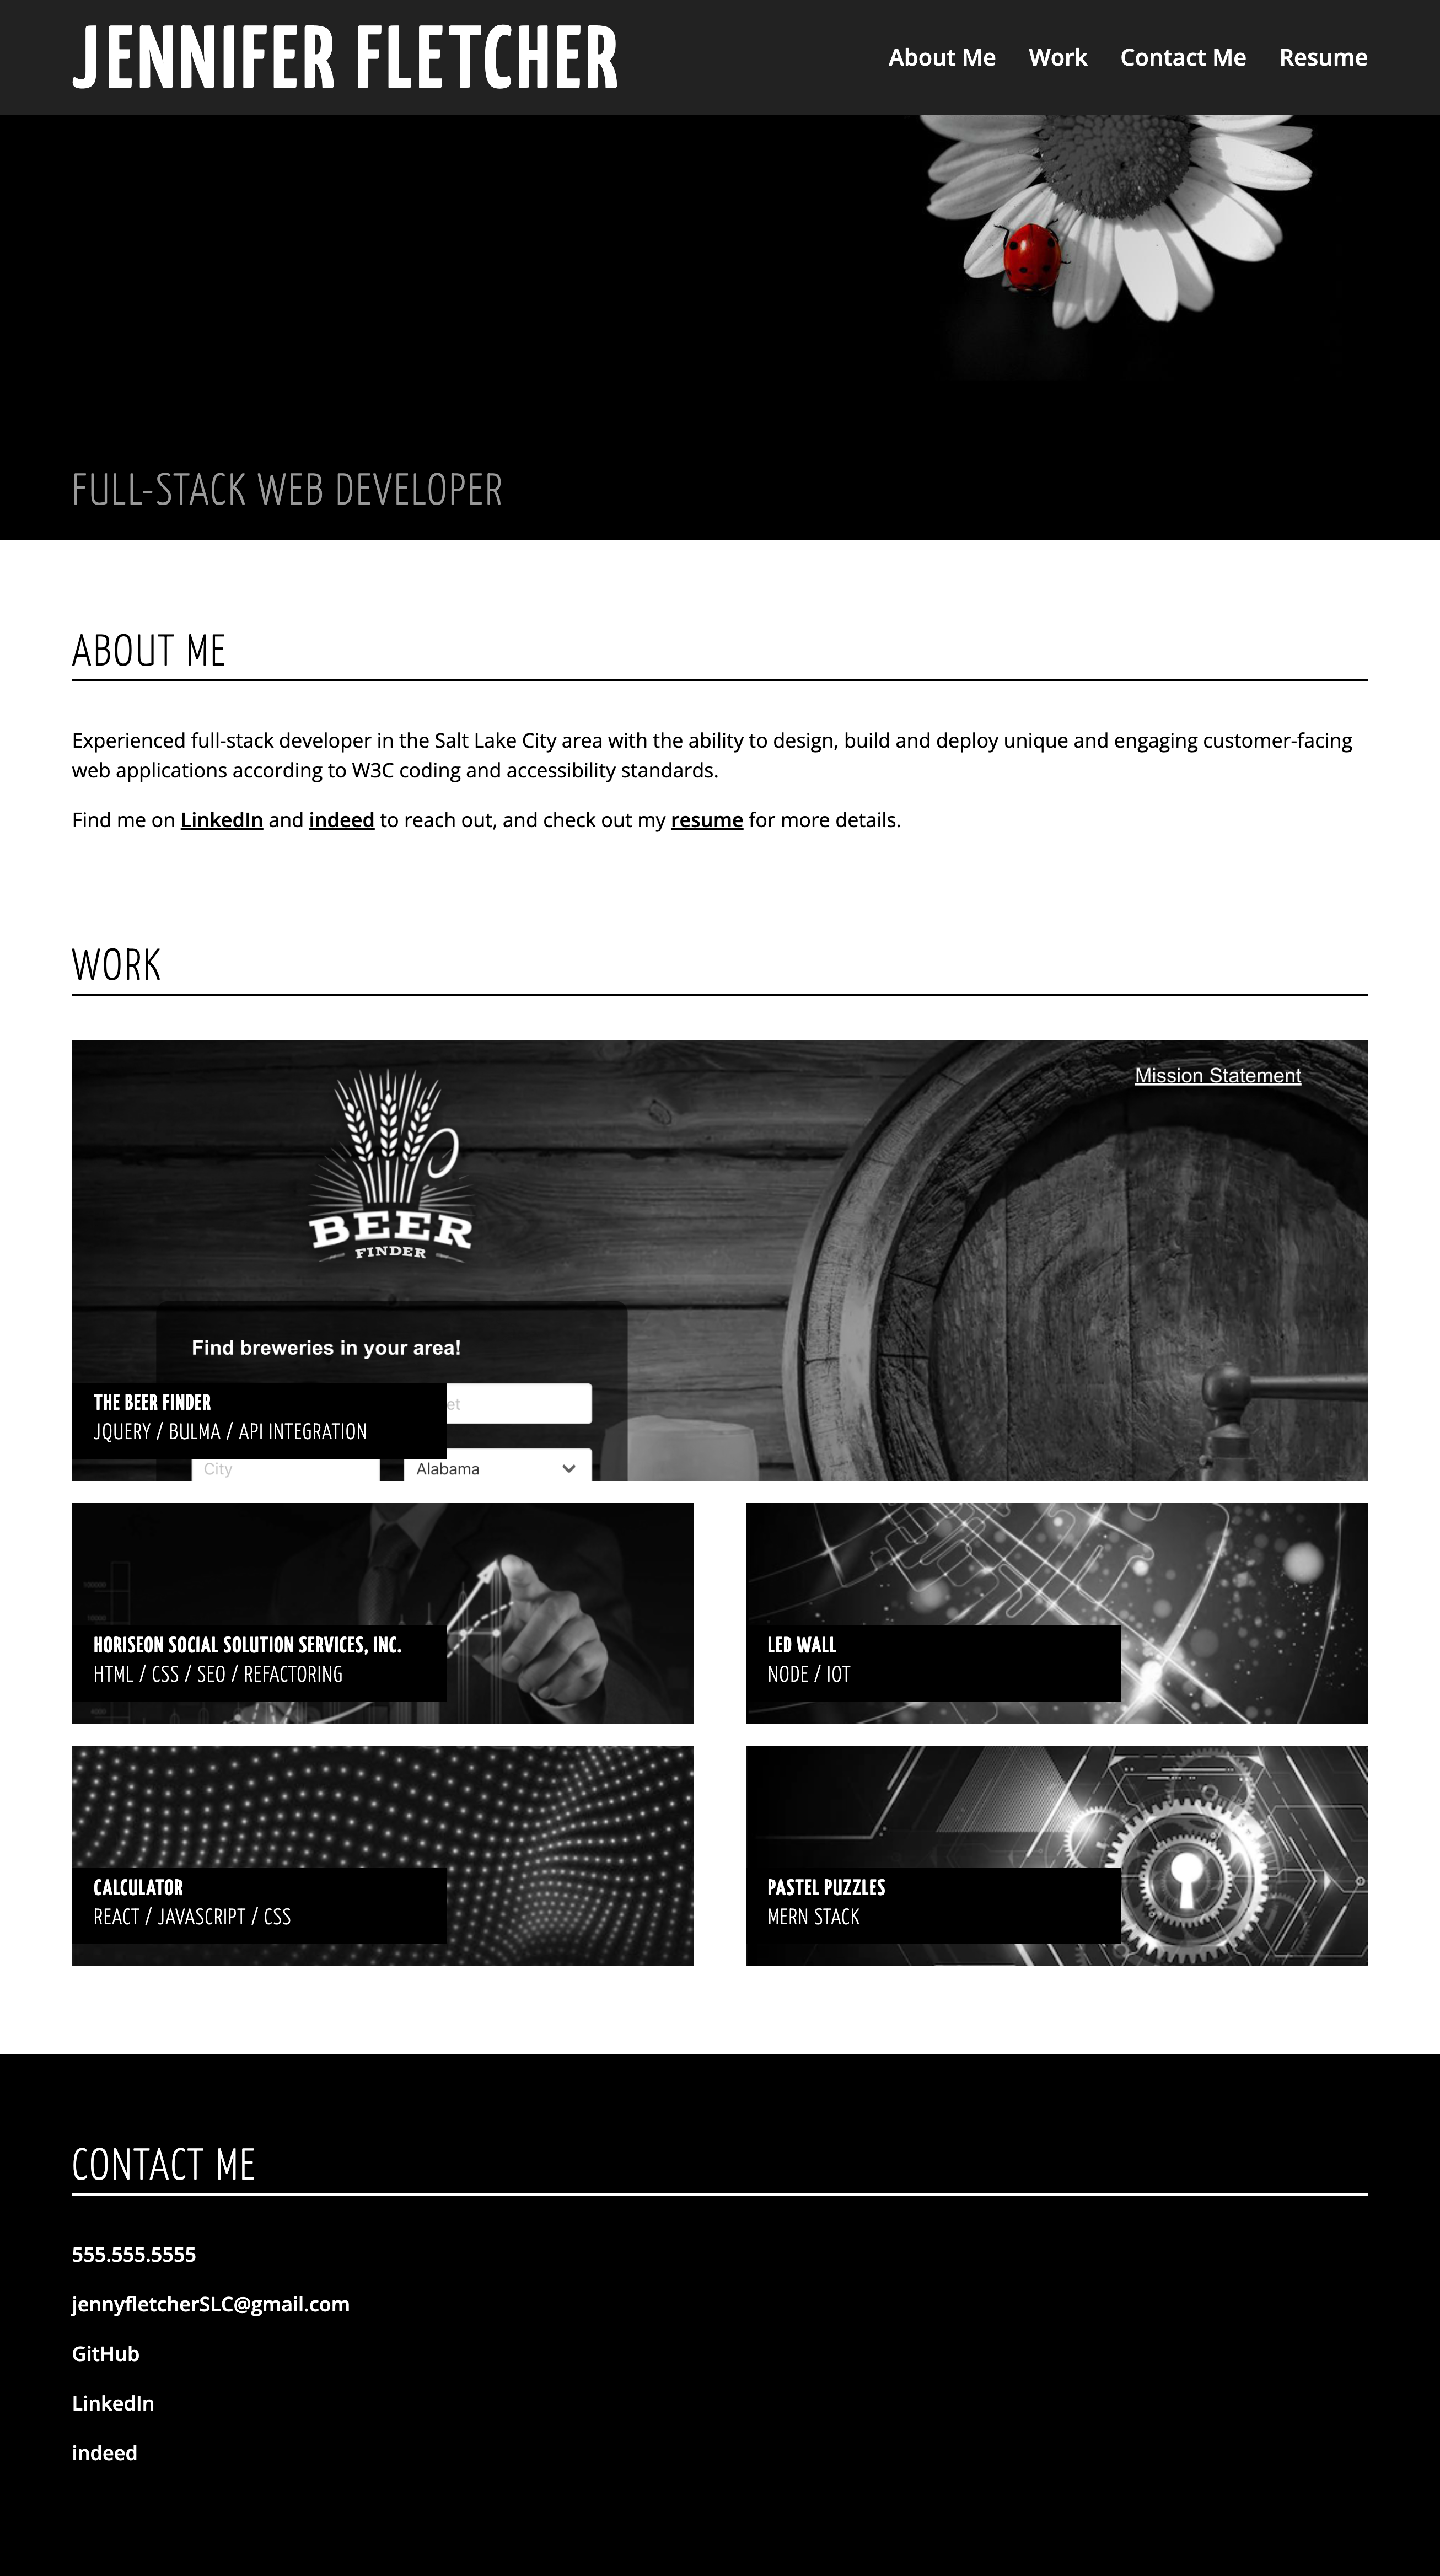 JENNIFER FLETCHER
About Me Work Contact Me Resume
FULL-STACK WEB DEVELOPER
ABOUT ME
Experienced full-stack developer in the Salt Lake City area with the ability to design, build and deploy unique and engaging customer-facing
web applications according to W3C coding and accessibility standards.
Find me on LinkedIn and indeed to reach out, and check out my resume for more details.
WORK
Mission Statement
BEER
FINDER
Find breweries in your area!
THE BEER FINDER
JQUERY / BULMA / API INTEGRATION
City
Alabama
HORISEON SOCIAL SOLUTION SERVICES, INC.
HTML / CSS / SEO / REFACTORING
LED WALL
NODE / IOT
CALCULATOR
REACT / JAVASCRIPT / CSS
PASTEL PUZZLES
MERN STACK
CONTACT ME
555.555.5555
jennyfletcherSLC@gmail.com
GitHub
LinkedIn
indeed